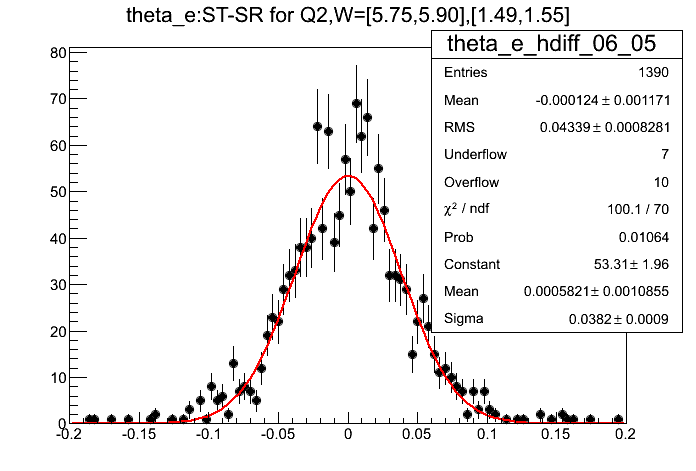 theta_e:ST-SR for Q2,W=[5.75,5.90],[1.49,1.55]
theta_e_hdiff_06_05
Entries 1390
Mean -0.000124 ± 0.001171
RMS 0.04339 ± 0.0008281
Underflow 7
Overflow 10
χ² / ndf 100.1 / 70
Prob 0.01064
Constant 53.31 ± 1.96
Mean 0.0005821 ± 0.0010855
Sigma 0.0382 ± 0.0009
80
70
60
50
40
30
20
10
0
-0.2 -0.15 -0.1 -0.05 0 0.05 0.1 0.15 0.2